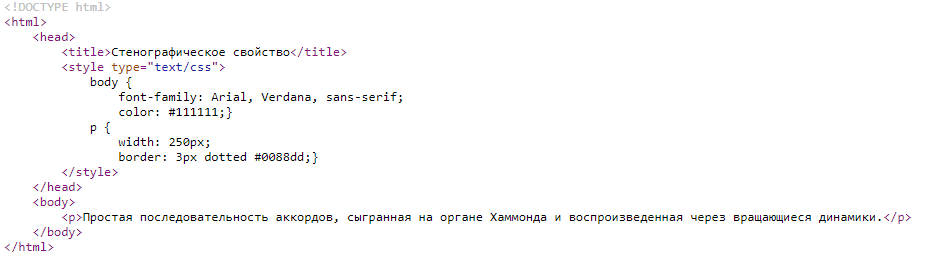 <!DOCTYPE html>
<html>
    <head>
        <title>Стенографическое свойство</title>
        <style type="text/css">
            body {
                font-family: Arial, Verdana, sans-serif;
                color: #111111;}
            p {
                width: 250px;
                border: 3px dotted #0088dd;}
        </style>
    </head>
    <body>
        <p>Простая последовательность аккордов, сыгранная на органе Хаммонда и воспроизведенная через вращающиеся динамики.</p>
    </body>
</html>